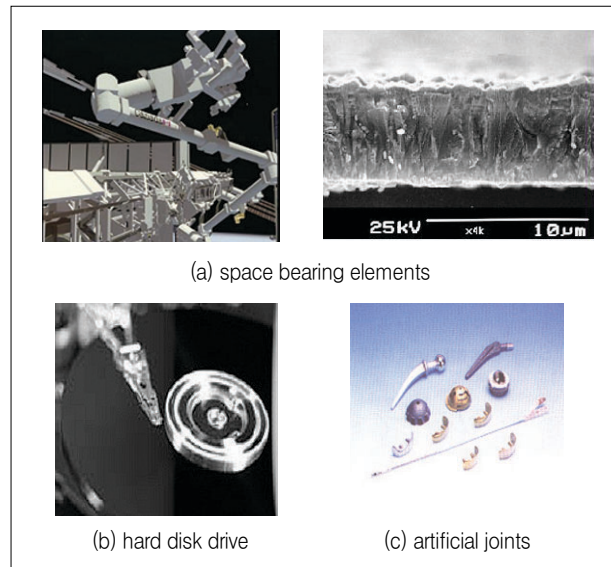 25kV x4k 10µm
(a) space bearing elements
(b) hard disk drive
(c) artificial joints